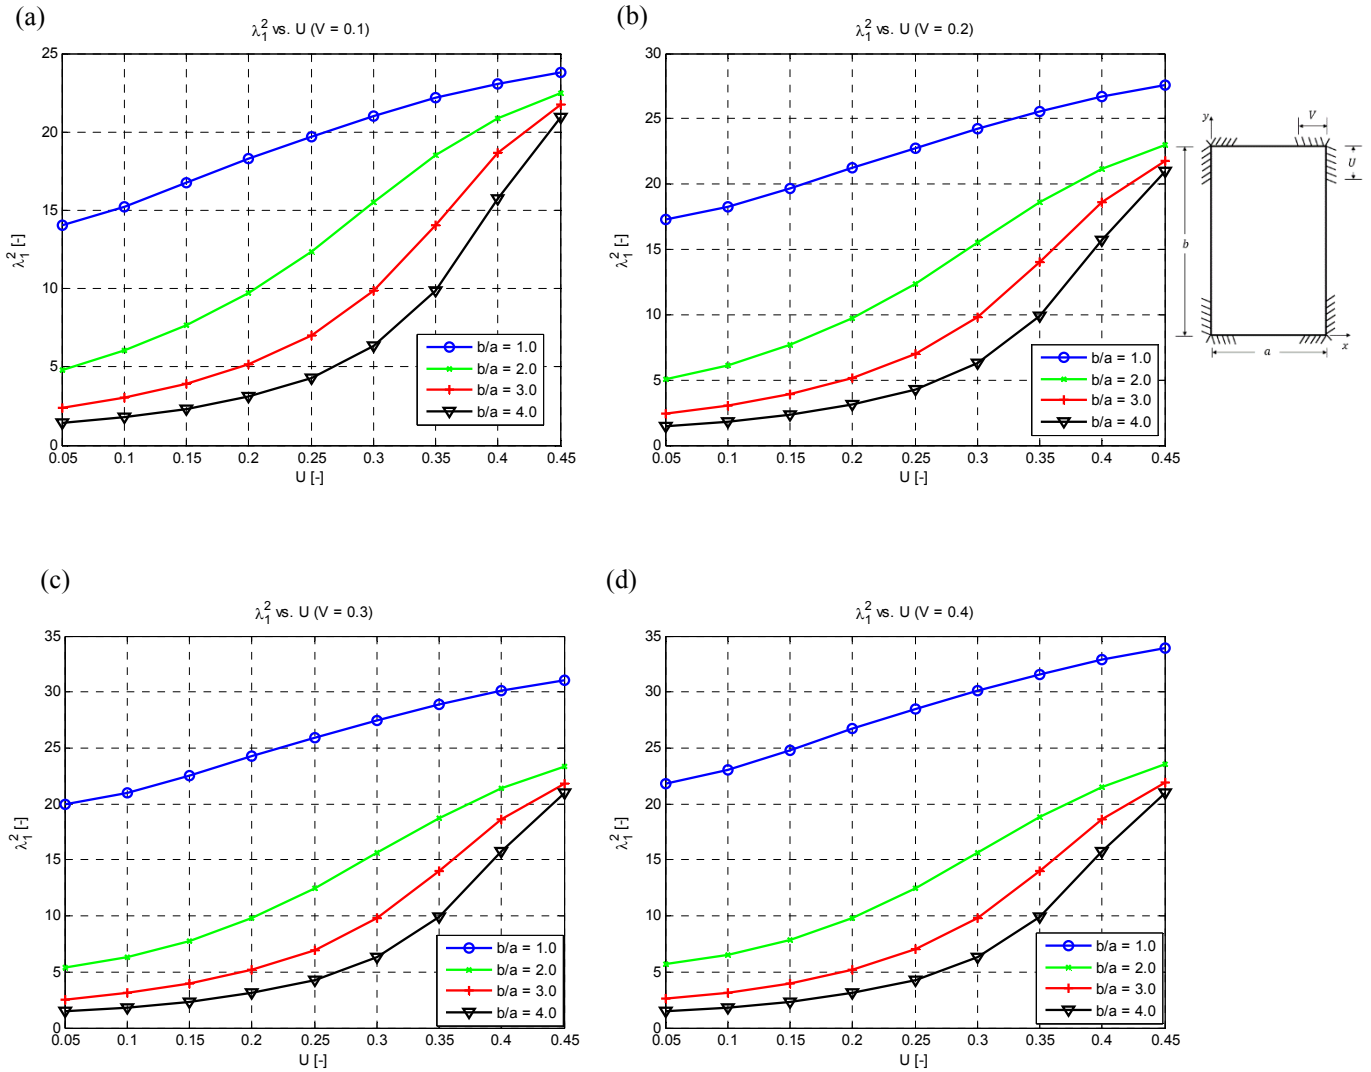 (a)
λ₁² vs. U (V = 0.1)
25
20
15
10
5
0
λ₁² [-]
0.05 0.1 0.15 0.2 0.25 0.3 0.35 0.4 0.45
U [-]
b/a = 1.0
b/a = 2.0
b/a = 3.0
b/a = 4.0
(b)
λ₁² vs. U (V = 0.2)
30
25
20
15
10
5
0
λ₁² [-]
0.05 0.1 0.15 0.2 0.25 0.3 0.35 0.4 0.45
U [-]
b/a = 1.0
b/a = 2.0
b/a = 3.0
b/a = 4.0
y
V
U
b
a
x
(c)
λ₁² vs. U (V = 0.3)
35
30
25
20
15
10
5
0
λ₁² [-]
0.05 0.1 0.15 0.2 0.25 0.3 0.35 0.4 0.45
U [-]
b/a = 1.0
b/a = 2.0
b/a = 3.0
b/a = 4.0
(d)
λ₁² vs. U (V = 0.4)
35
30
25
20
15
10
5
0
λ₁² [-]
0.05 0.1 0.15 0.2 0.25 0.3 0.35 0.4 0.45
U [-]
b/a = 1.0
b/a = 2.0
b/a = 3.0
b/a = 4.0